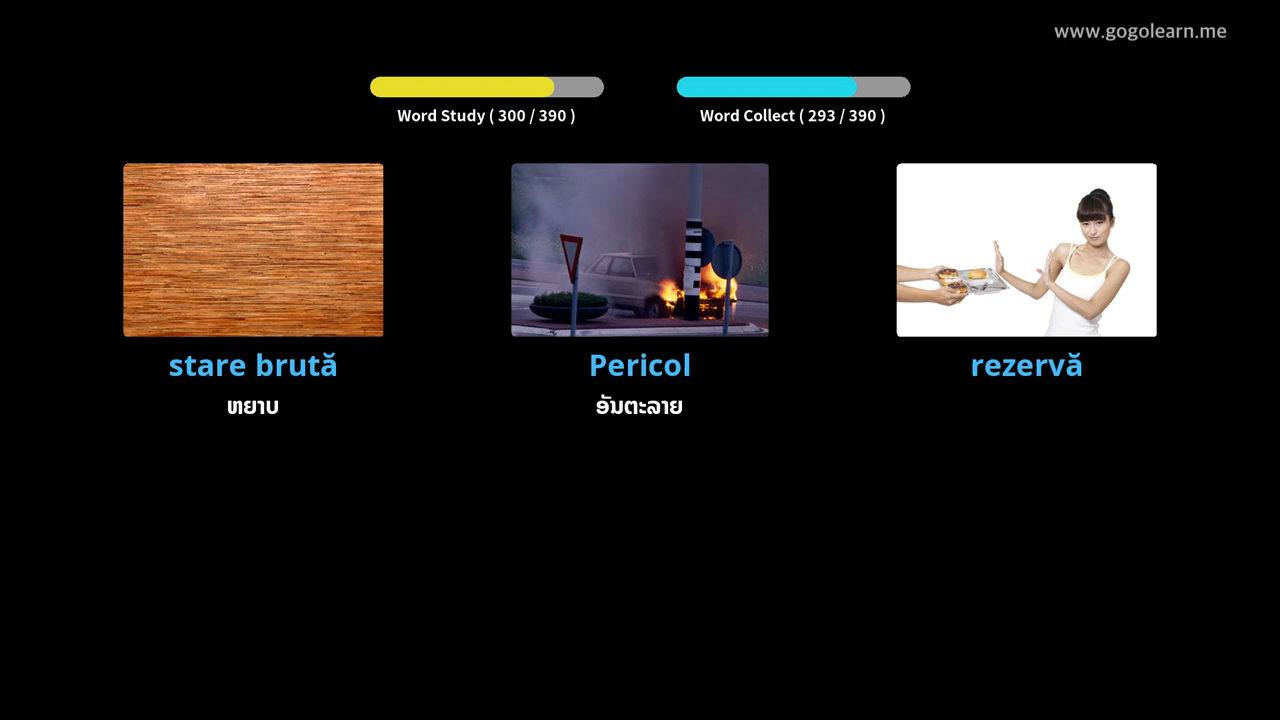 www.gogolearn.me
Word Study ( 300 / 390 )
Word Collect ( 293 / 390 )
stare brută
ຫຍາບ
Pericol
ອັນຕະລາຍ
rezervă